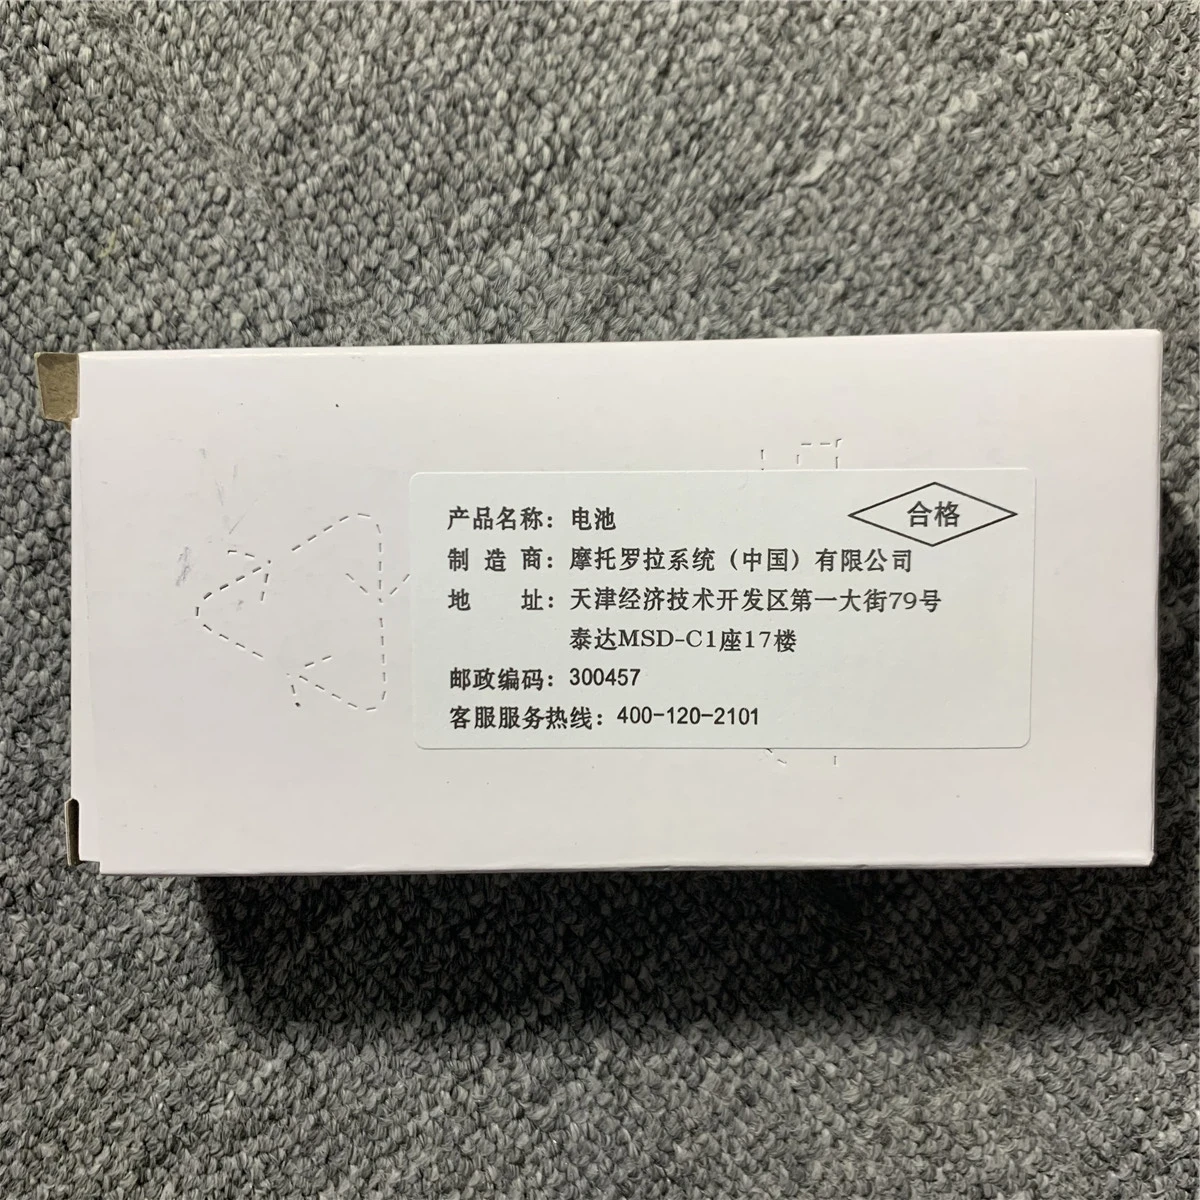 产品名称：电池
合格
制造商：摩托罗拉系统（中国）有限公司
地址：天津经济技术开发区第一大街79号
泰达MSD-C1座17楼
邮政编码：300457
客服服务热线：400-120-2101